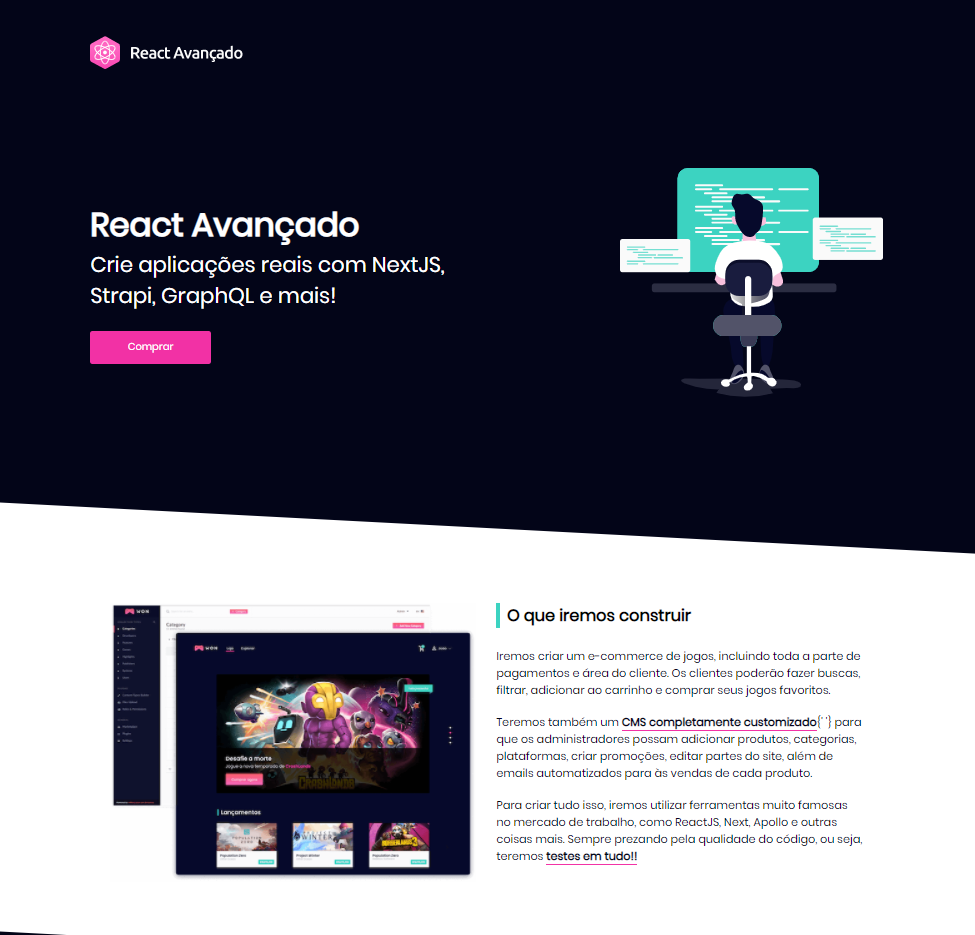 React Avançado
React Avançado
Crie aplicações reais com NextJS,
Strapi, GraphQL e mais!
Comprar
WON
Category
WON
Explorar
Desafie a morte
Jogue a nova temporada de
Lançamentos
Population Zero
Project Winter
Borderlands 3
O que iremos construir
Iremos criar um e-commerce de jogos, incluindo toda a parte de
pagamentos e área do cliente. Os clientes poderão fazer buscas,
filtrar, adicionar ao carrinho e comprar seus jogos favoritos.
Teremos também um CMS completamente customizado{' '} para
que os administradores possam adicionar produtos, categorias,
plataformas, criar promoções, editar partes do site, além de
emails automatizados para às vendas de cada produto.
Para criar tudo isso, iremos utilizar ferramentas muito famosas
no mercado de trabalho, como ReactJS, Next, Apollo e outras
coisas mais. Sempre prezando pela qualidade do código, ou seja,
teremos testes em tudo!!